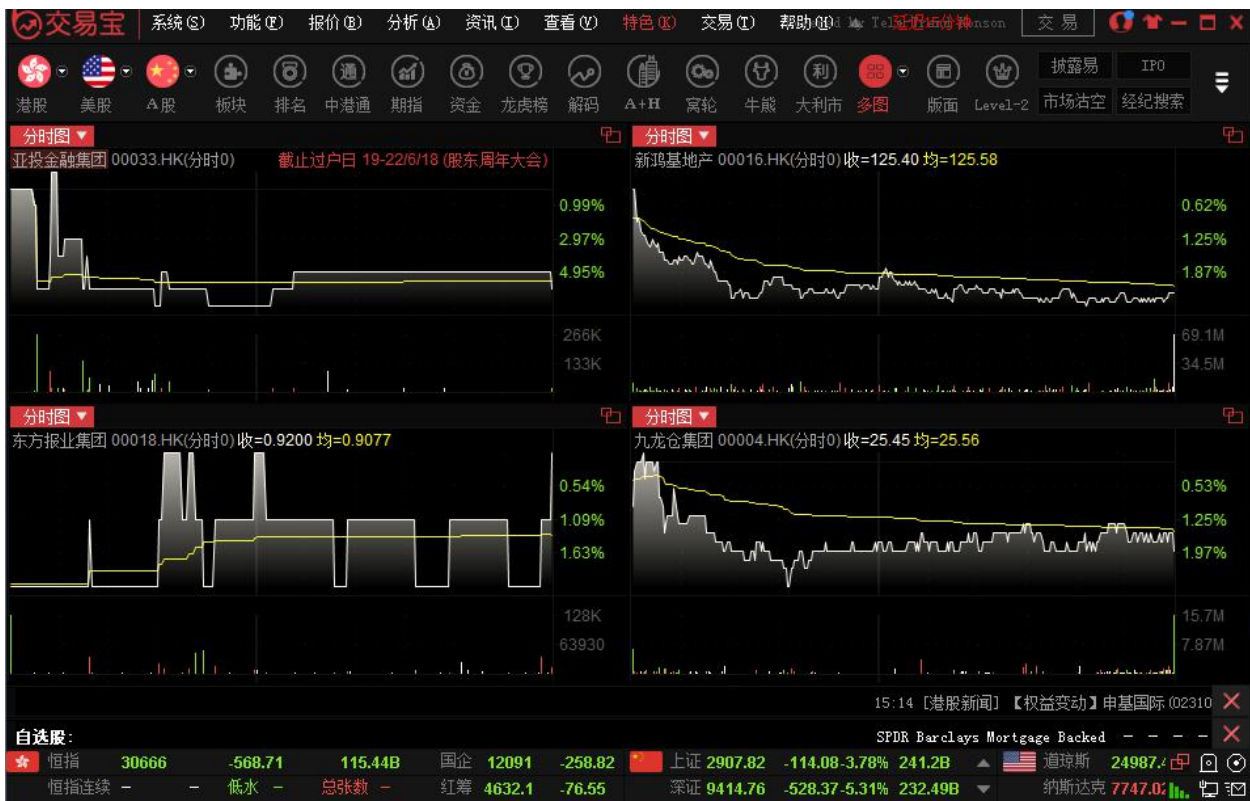 交易宝 系统(S) 功能(F) 报价(B) 分析(A) 资讯(I) 查看(V) 特色(K) 交易(T) 帮助(H) 延迟15分钟 交易
披露易 IPO
港股 美股 A股 板块 排名 中港通 期指 资金 龙虎榜 解码 A+H 窝轮 牛熊 大利市 多图 版面 Level-2 市场沽空 经纪搜索
分时图
亚投金融集团 00033.HK(分时0) 截止过户日 19-22/6/18 (股东周年大会)
0.99%
2.97%
4.95%
266K
133K
分时图
新鸿基地产 00016.HK(分时0) 收=125.40 均=125.58
0.62%
1.25%
1.87%
69.1M
34.5M
分时图
东方报业集团 00018.HK(分时0) 收=0.9200 均=0.9077
0.54%
1.09%
1.63%
128K
63930
分时图
九龙仓集团 00004.HK(分时0) 收=25.45 均=25.56
0.53%
1.25%
1.97%
15.7M
7.87M
15:14 [港股新闻] 【权益变动】申基国际 (02310
自选股: SPDR Barclays Mortgage Backed — — — —
恒指 30666 -568.71 115.44B 国企 12091 -258.82 上证 2907.82 -114.08 -3.78% 241.2B 道琼斯 24987.4
恒指连续 — — 低水 — 总张数 — 红筹 4632.1 -76.55 深证 9414.76 -528.37 -5.31% 232.49B 纳斯达克 7747.02